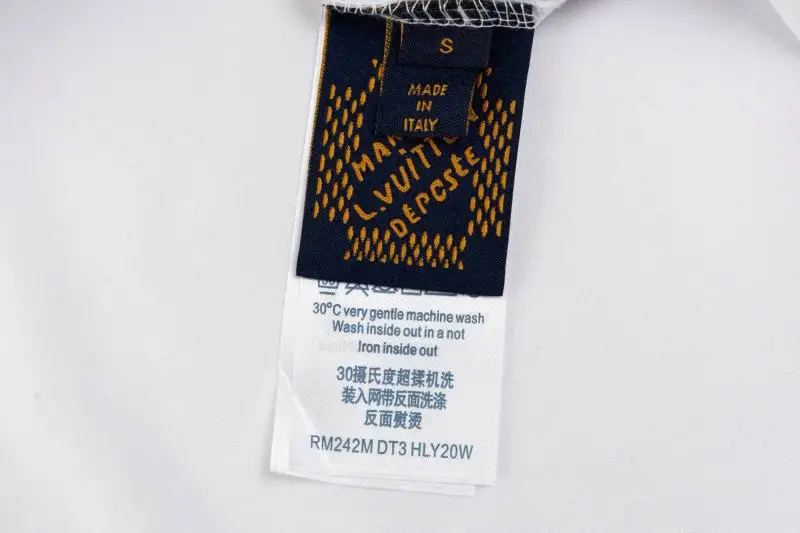 S
MADE
IN
ITALY
L.VUITTO
DÉPOSÉE
30°C very gentle machine wash
Wash inside out in a not
Iron inside out
30摄氏度超揉机洗
装入网带反面洗涤
反面熨烫
RM242M DT3 HLY20W